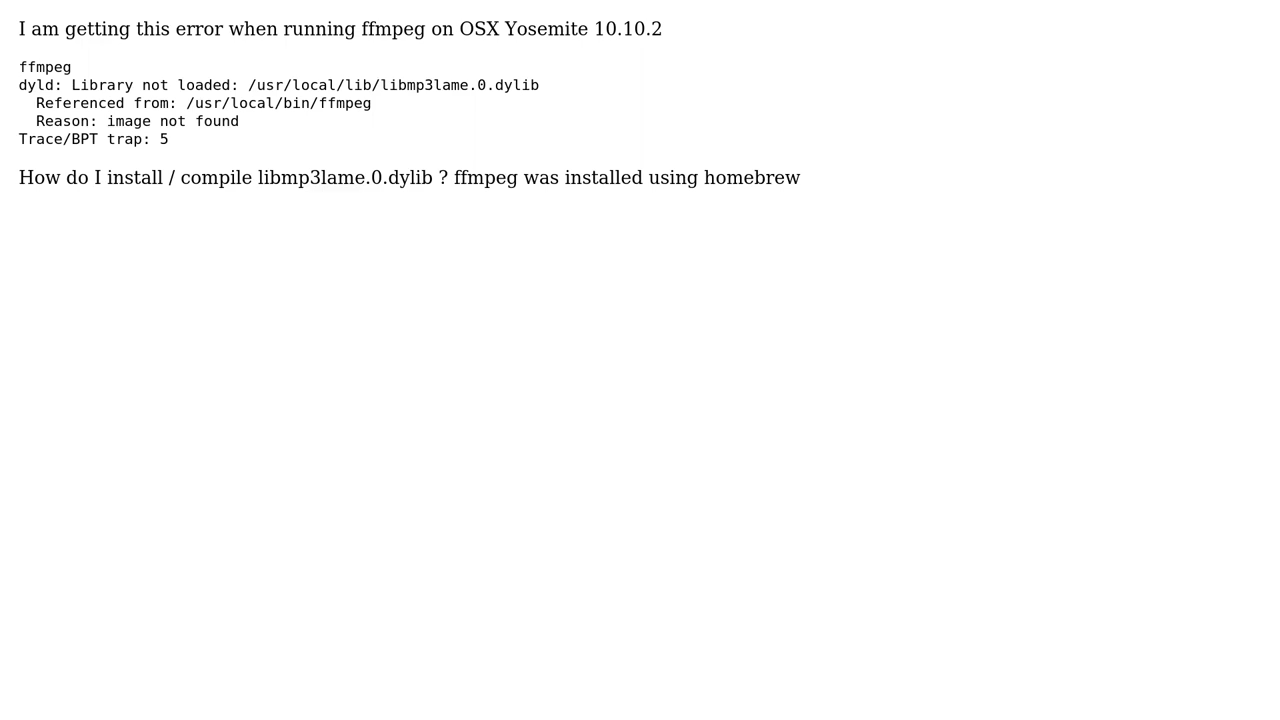 I am getting this error when running ffmpeg on OSX Yosemite 10.10.2
ffmpeg
dyld: Library not loaded: /usr/local/lib/libmp3lame.0.dylib
  Referenced from: /usr/local/bin/ffmpeg
  Reason: image not found
Trace/BPT trap: 5
How do I install / compile libmp3lame.0.dylib ? ffmpeg was installed using homebrew